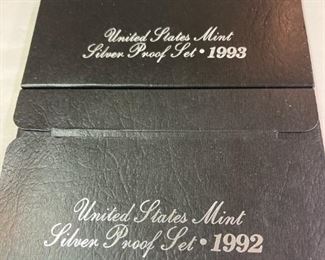 United States Mint
Silver Proof Set • 1993
United States Mint
Silver Proof Set • 1992